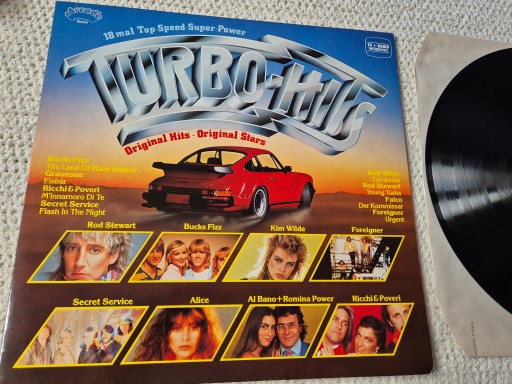 Arcade
18 mal Top Speed Super Power
TV + RADIO
TURBO-HITS
Original Hits · Original Stars
Bucks Fizz
The Land Of Make Believe
Grauzone
Eisbär
Ricchi & Poveri
M'Innamoro Di Te
Secret Service
Flash In The Night
Kim Wilde
Cambodia
Rod Stewart
Young Turks
Falco
Der Kommissar
Foreigner
Urgent
Rod Stewart
Bucks Fizz
Kim Wilde
Foreigner
Secret Service
Alice
Al Bano + Romina Power
Ricchi & Poveri